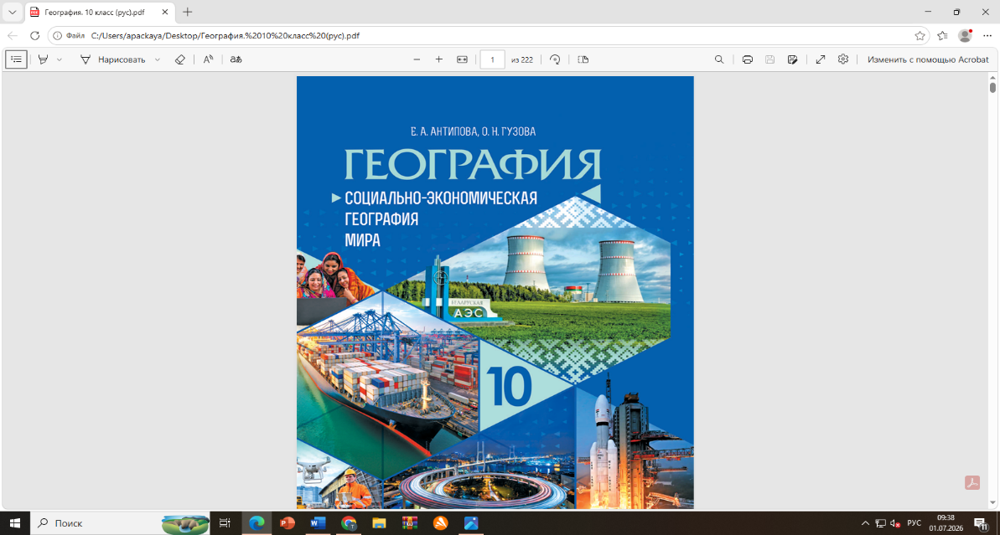 География. 10 класс (рус).pdf
Файл C:/Users/apackaya/Desktop/География.%2010%20класс%20(рус).pdf
Нарисовать 1 из 222 Изменить с помощью Acrobat
Е. А. АНТИПОВА, О. Н. ГУЗОВА
ГЕОГРАФИЯ
СОЦИАЛЬНО-ЭКОНОМИЧЕСКАЯ
ГЕОГРАФИЯ
МИРА
БЕЛАРУСКАЯ
АЭС
10
Поиск
РУС
09:38
01.07.2026
11